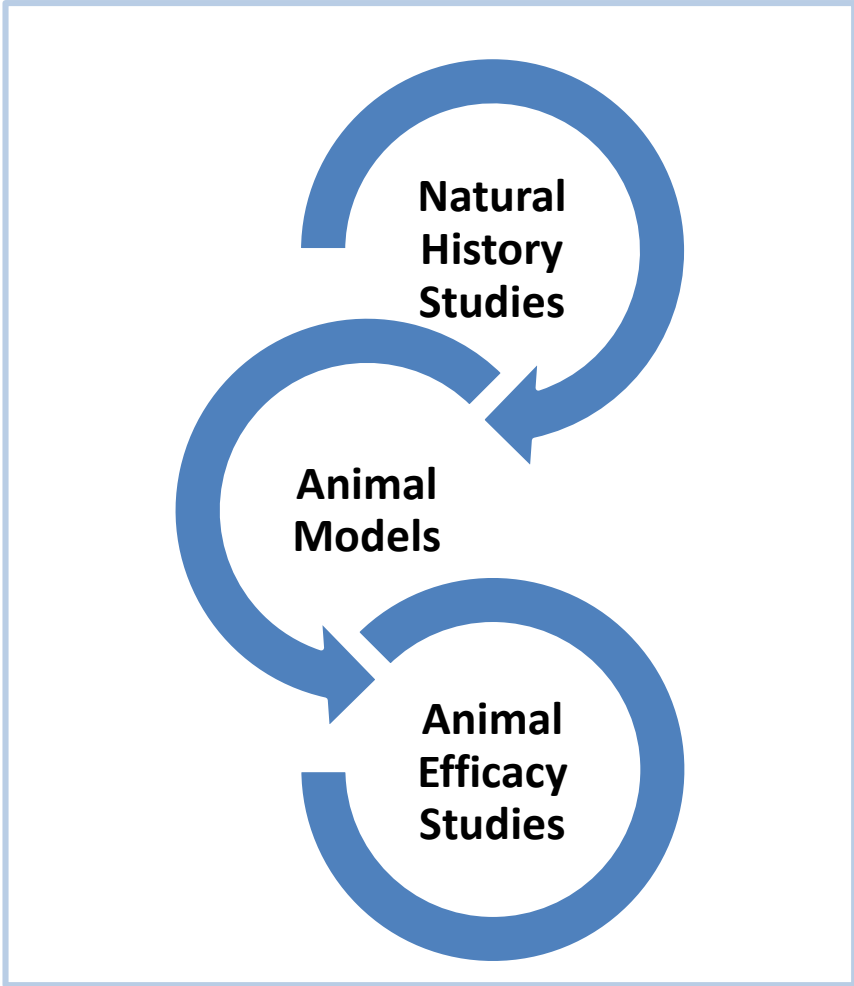 Natural
History
Studies
Animal
Models
Animal
Efficacy
Studies